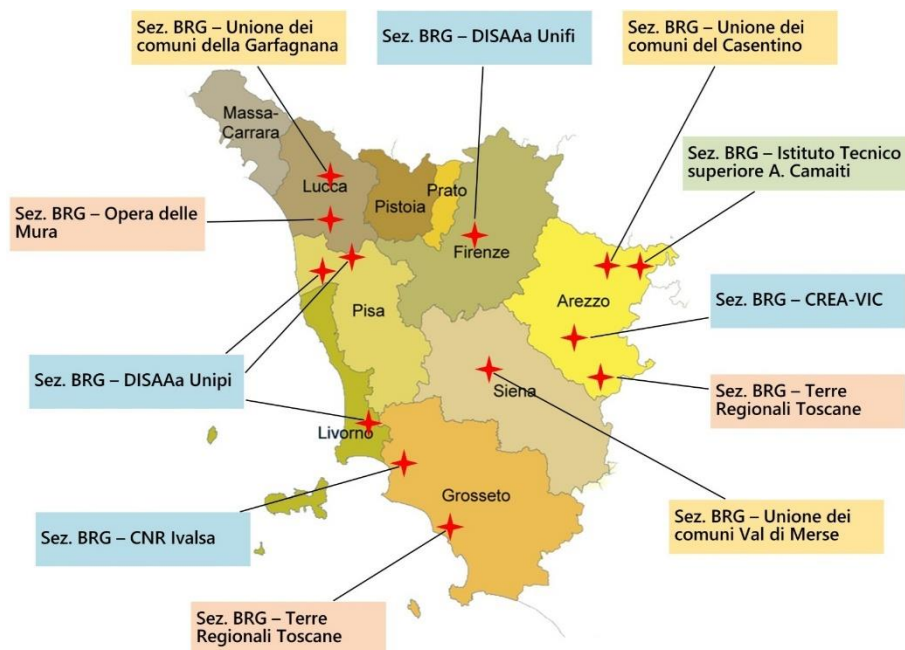 Sez. BRG – Unione dei
comuni della Garfagnana
Sez. BRG – DISAAa Unifi
Sez. BRG – Unione dei
comuni del Casentino
Massa-
Carrara
Sez. BRG – Istituto Tecnico
superiore A. Camaiti
Lucca
Prato
Pistoia
Sez. BRG – Opera delle
Mura
Firenze
Arezzo
Sez. BRG – CREA-VIC
Pisa
Sez. BRG – DISAAa Unipi
Siena
Sez. BRG – Terre
Regionali Toscane
Livorno
Grosseto
Sez. BRG – CNR Ivalsa
Sez. BRG – Unione dei
comuni Val di Merse
Sez. BRG – Terre
Regionali Toscane